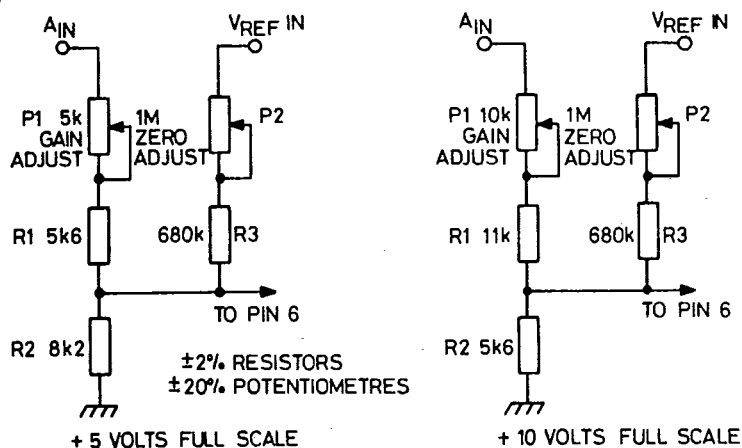 AIN
VREF IN
P1 5k
GAIN
ADJUST
1M
ZERO
ADJUST
P2
R1 5k6
680k R3
TO PIN 6
R2 8k2
±2% RESISTORS
±20% POTENTIOMETRES
+ 5 VOLTS FULL SCALE
AIN
VREF IN
P1 10k
GAIN
ADJUST
1M
ZERO
ADJUST
P2
R1 11k
680k R3
TO PIN 6
R2 5k6
+ 10 VOLTS FULL SCALE